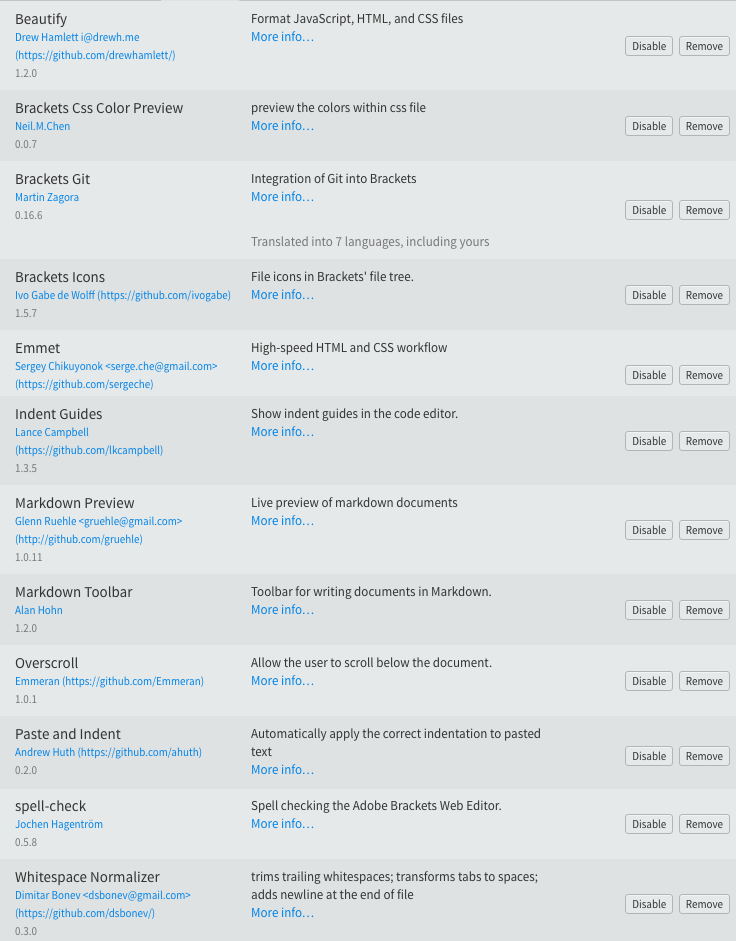 Beautify
Drew Hamlett i@drewh.me
(https://github.com/drewhamlett/)
1.2.0
Format JavaScript, HTML, and CSS files
More info…
Disable
Remove
Brackets Css Color Preview
Neil.M.Chen
0.0.7
preview the colors within css file
More info…
Disable
Remove
Brackets Git
Martin Zagora
0.16.6
Integration of Git into Brackets
More info…
Translated into 7 languages, including yours
Disable
Remove
Brackets Icons
Ivo Gabe de Wolff (https://github.com/ivogabe)
1.5.7
File icons in Brackets' file tree.
More info…
Disable
Remove
Emmet
Sergey Chikuyonok <serge.che@gmail.com>
(https://github.com/sergeche)
High-speed HTML and CSS workflow
More info…
Disable
Remove
Indent Guides
Lance Campbell
(https://github.com/lkcampbell)
1.3.5
Show indent guides in the code editor.
More info…
Disable
Remove
Markdown Preview
Glenn Ruehle <gruehle@gmail.com>
(http://github.com/gruehle)
1.0.11
Live preview of markdown documents
More info…
Disable
Remove
Markdown Toolbar
Alan Hohn
1.2.0
Toolbar for writing documents in Markdown.
More info…
Disable
Remove
Overscroll
Emmeran (https://github.com/Emmeran)
1.0.1
Allow the user to scroll below the document.
More info…
Disable
Remove
Paste and Indent
Andrew Huth (https://github.com/ahuth)
0.2.0
Automatically apply the correct indentation to pasted
text
More info…
Disable
Remove
spell-check
Jochen Hagenström
0.5.8
Spell checking the Adobe Brackets Web Editor.
More info…
Disable
Remove
Whitespace Normalizer
Dimitar Bonev <dsbonev@gmail.com>
(https://github.com/dsbonev/)
0.3.0
trims trailing whitespaces; transforms tabs to spaces;
adds newline at the end of file
More info…
Disable
Remove